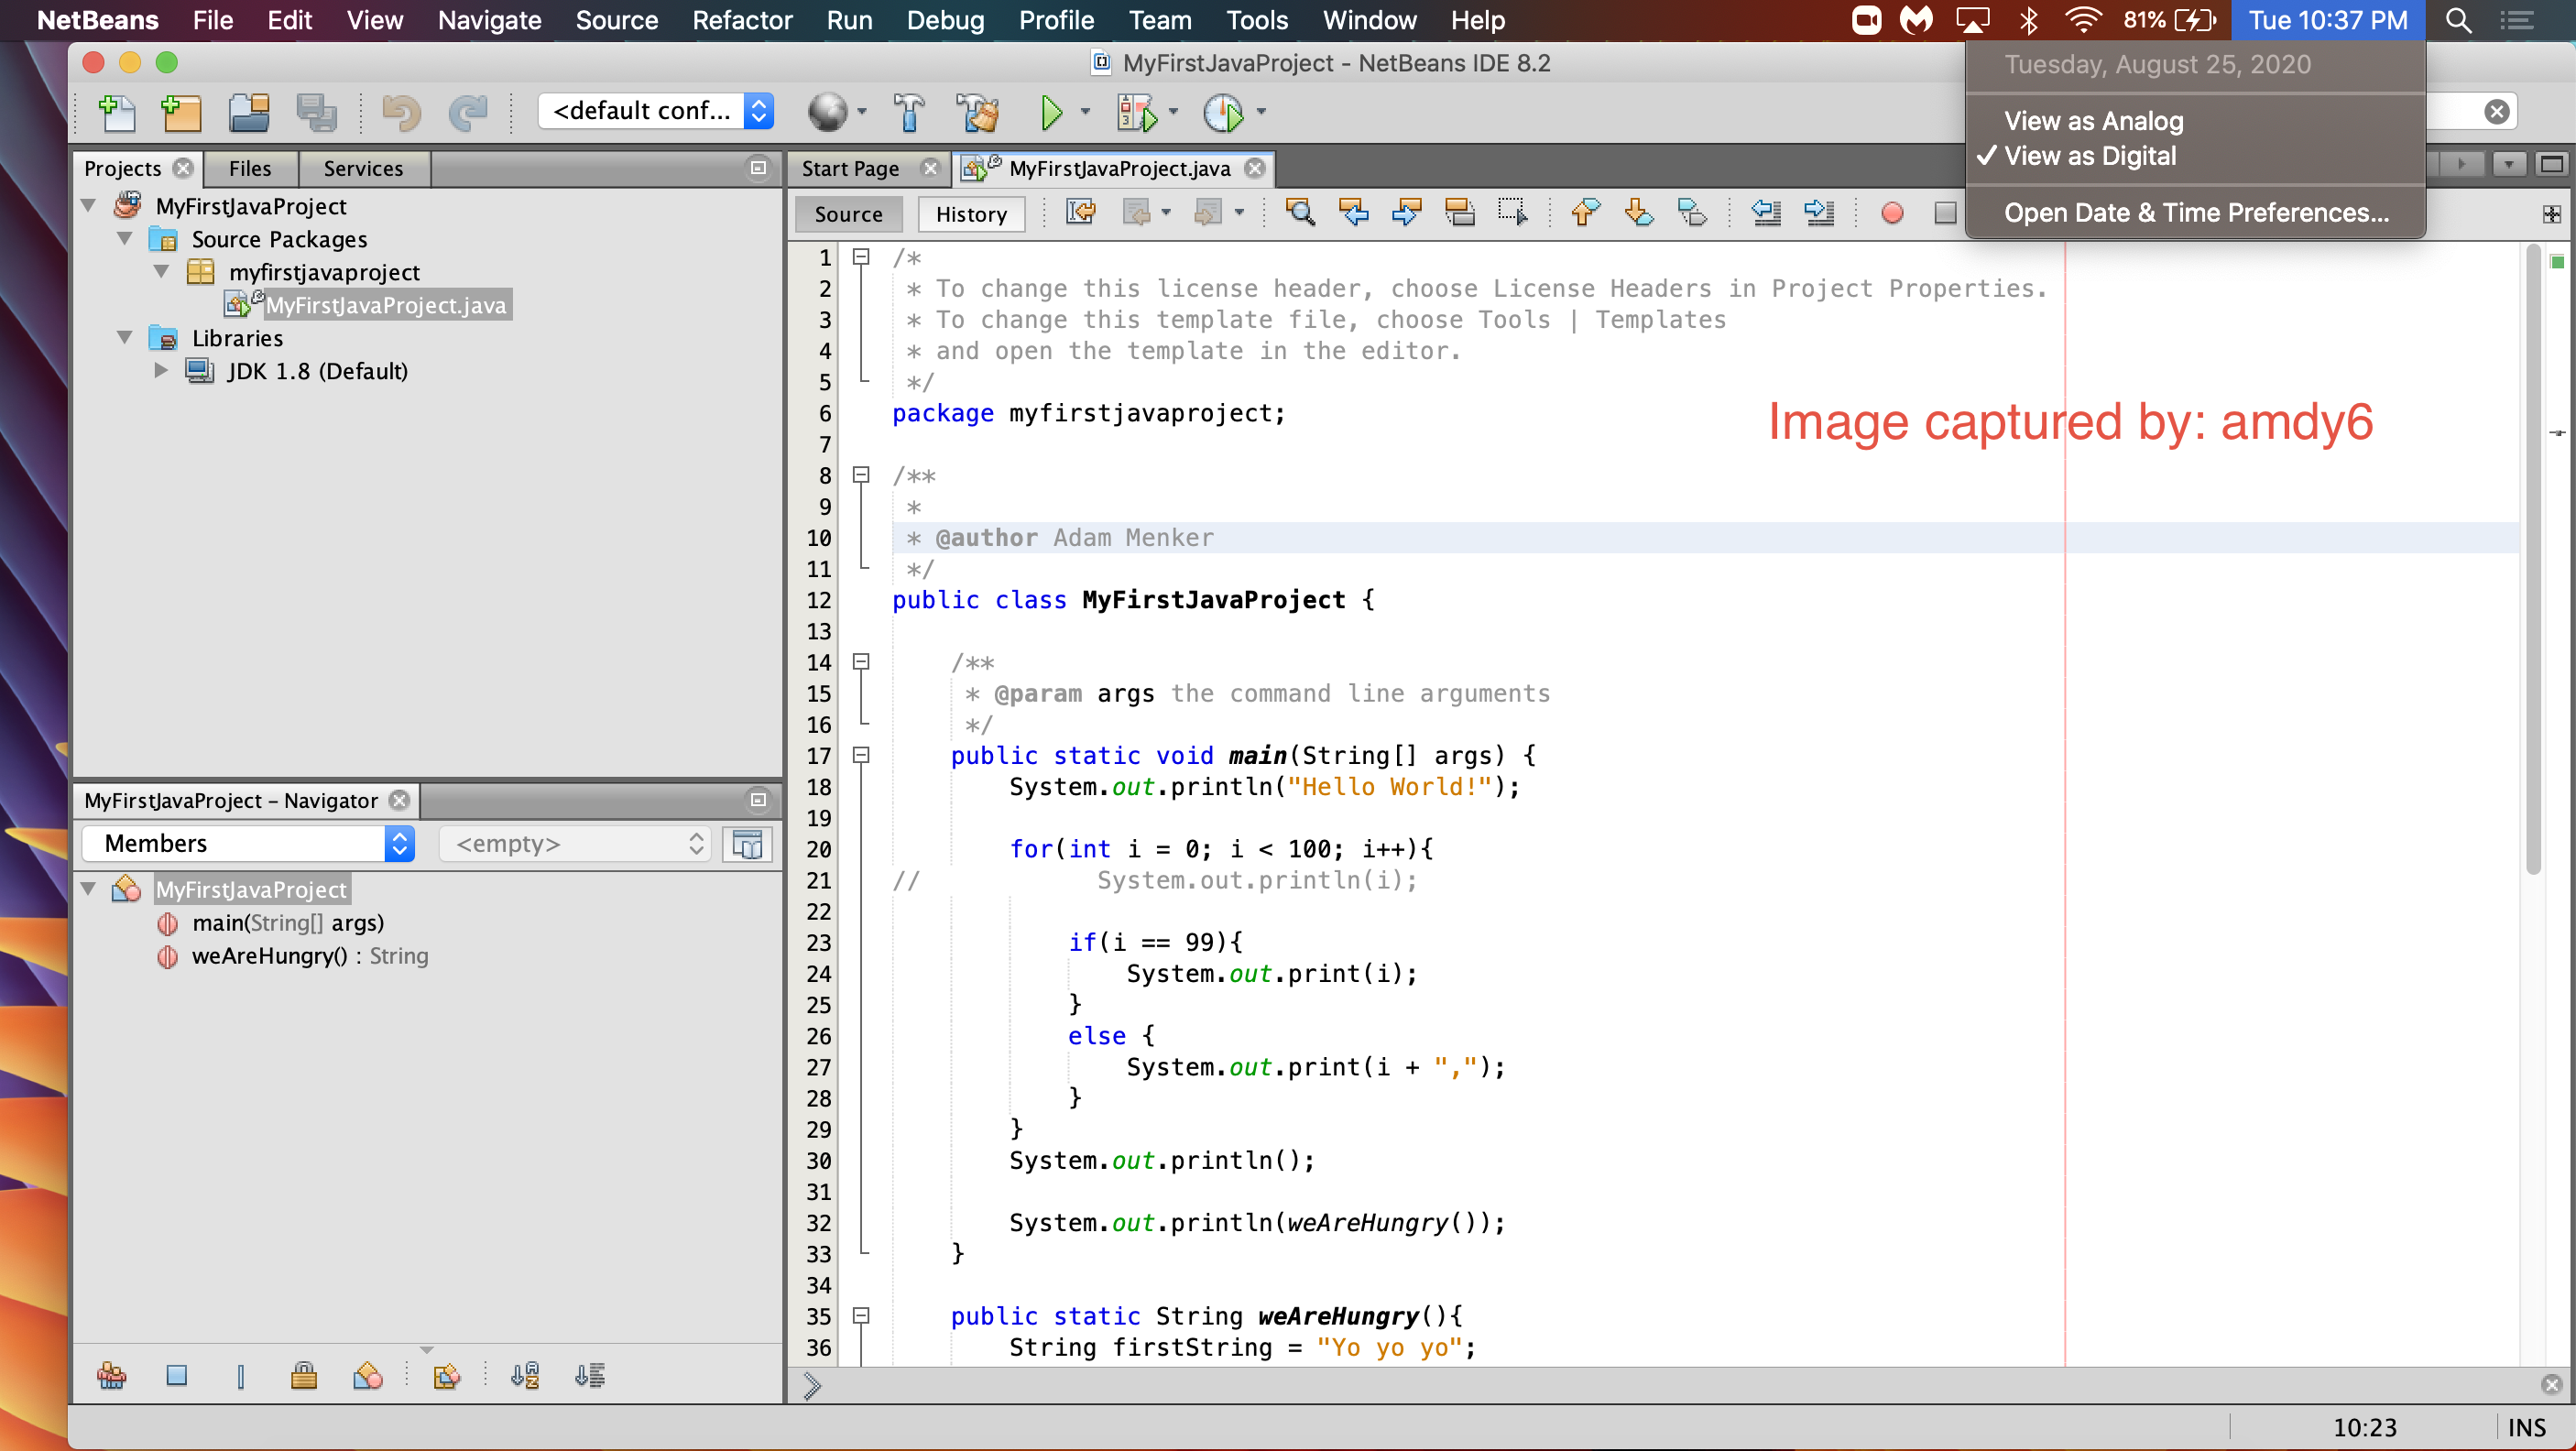 NetBeans File Edit View Navigate Source Refactor Run Debug Profile Team Tools Window Help 81% Tue 10:37 PM
MyFirstJavaProject - NetBeans IDE 8.2
Tuesday, August 25, 2020
View as Analog
✓ View as Digital
Open Date & Time Preferences...
<default conf...
Projects Files Services
MyFirstJavaProject
Source Packages
myfirstjavaproject
MyFirstJavaProject.java
Libraries
JDK 1.8 (Default)
MyFirstJavaProject – Navigator
Members <empty>
MyFirstJavaProject
main(String[] args)
weAreHungry() : String
Start Page MyFirstJavaProject.java
Source History
1 /*
2 * To change this license header, choose License Headers in Project Properties.
3 * To change this template file, choose Tools | Templates
4 * and open the template in the editor.
5 */
6 package myfirstjavaproject;
7
8 /**
9 *
10 * @author Adam Menker
11 */
12 public class MyFirstJavaProject {
13
14 /**
15 * @param args the command line arguments
16 */
17 public static void main(String[] args) {
18 System.out.println("Hello World!");
19
20 for(int i = 0; i < 100; i++){
21 // System.out.println(i);
22
23 if(i == 99){
24 System.out.print(i);
25 }
26 else {
27 System.out.print(i + ",");
28 }
29 }
30 System.out.println();
31
32 System.out.println(weAreHungry());
33 }
34
35 public static String weAreHungry(){
36 String firstString = "Yo yo yo";
Image captured by: amdy6
10:23 INS